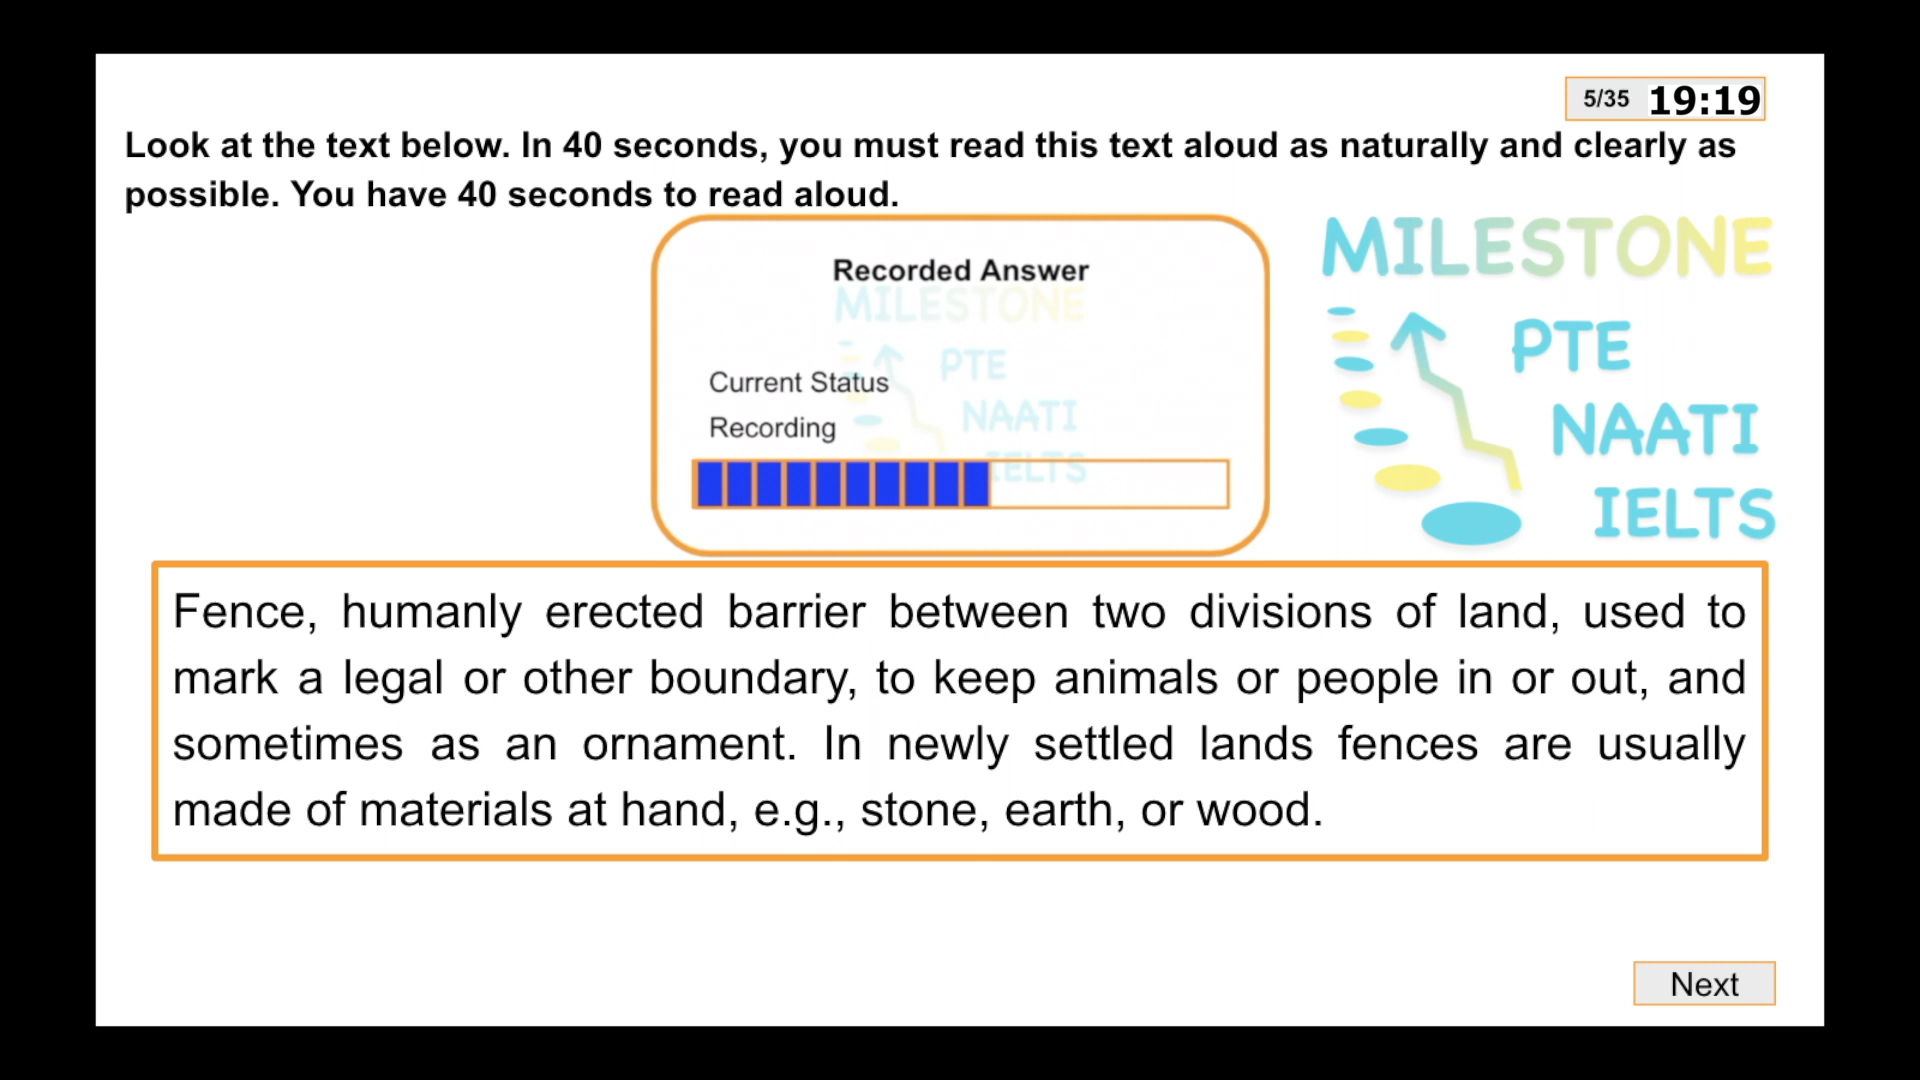 5/35 19:19
Look at the text below. In 40 seconds, you must read this text aloud as naturally and clearly as
possible. You have 40 seconds to read aloud.
Recorded Answer
MILESTONE
PTE
Current Status
NAATI
Recording
IELTS
MILESTONE
PTE
NAATI
IELTS
Fence, humanly erected barrier between two divisions of land, used to
mark a legal or other boundary, to keep animals or people in or out, and
sometimes as an ornament. In newly settled lands fences are usually
made of materials at hand, e.g., stone, earth, or wood.
Next